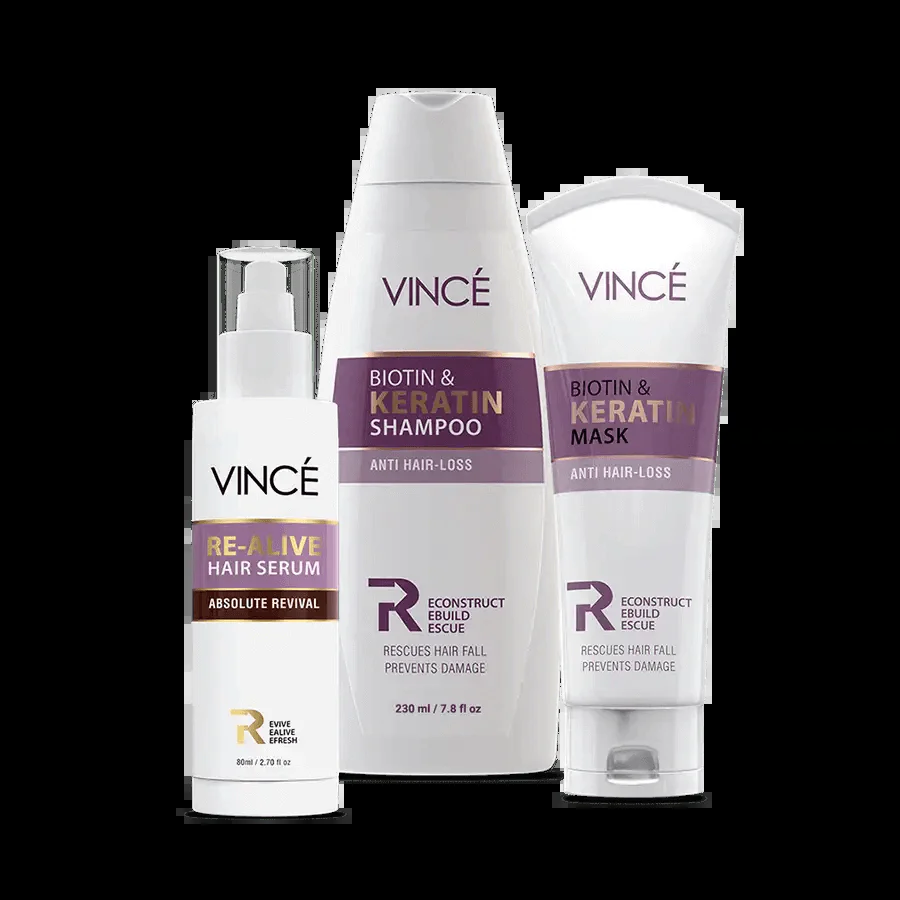 VINCÉ
RE-ALIVE
HAIR SERUM
ABSOLUTE REVIVAL
R EVIVE
EALIVE
EFRESH
80ml / 2.70 fl oz
VINCÉ
BIOTIN &
KERATIN
SHAMPOO
ANTI HAIR-LOSS
R ECONSTRUCT
EBUILD
ESCUE
RESCUES HAIR FALL
PREVENTS DAMAGE
230 ml / 7.8 fl oz
VINCÉ
BIOTIN &
KERATIN
MASK
ANTI HAIR-LOSS
R ECONSTRUCT
EBUILD
ESCUE
RESCUES HAIR FALL
PREVENTS DAMAGE